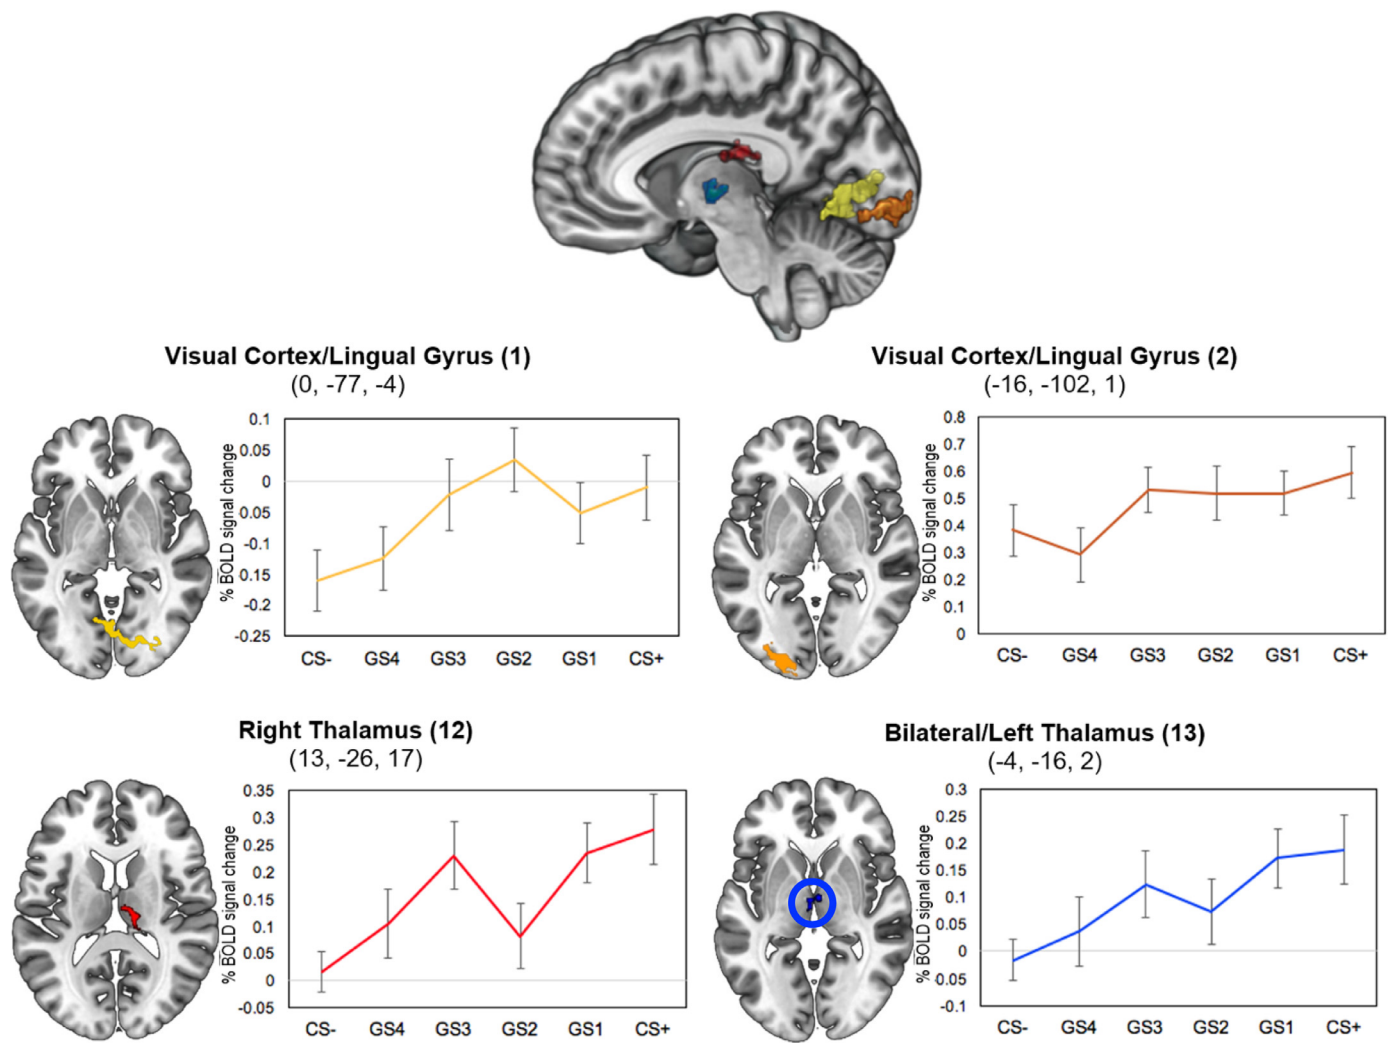 Visual Cortex/Lingual Gyrus (1)
(0, -77, -4)
% BOLD signal change
0.1
0.05
0
-0.05
-0.1
-0.15
-0.2
-0.25
CS- GS4 GS3 GS2 GS1 CS+
Visual Cortex/Lingual Gyrus (2)
(-16, -102, 1)
% BOLD signal change
0.8
0.7
0.6
0.5
0.4
0.3
0.2
0.1
0
CS- GS4 GS3 GS2 GS1 CS+
Right Thalamus (12)
(13, -26, 17)
% BOLD signal change
0.35
0.3
0.25
0.2
0.15
0.1
0.05
0
-0.05
CS- GS4 GS3 GS2 GS1 CS+
Bilateral/Left Thalamus (13)
(-4, -16, 2)
% BOLD signal change
0.3
0.25
0.2
0.15
0.1
0.05
0
-0.05
-0.1
CS- GS4 GS3 GS2 GS1 CS+